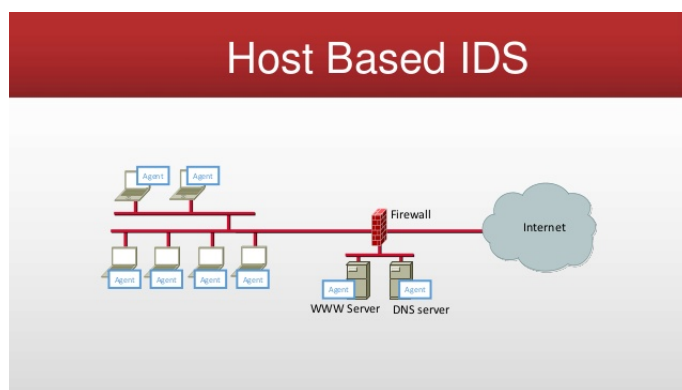 Host Based IDS
Agent
Agent
Firewall
Internet
Agent
Agent
Agent
Agent
Agent
Agent
WWW Server
DNS server